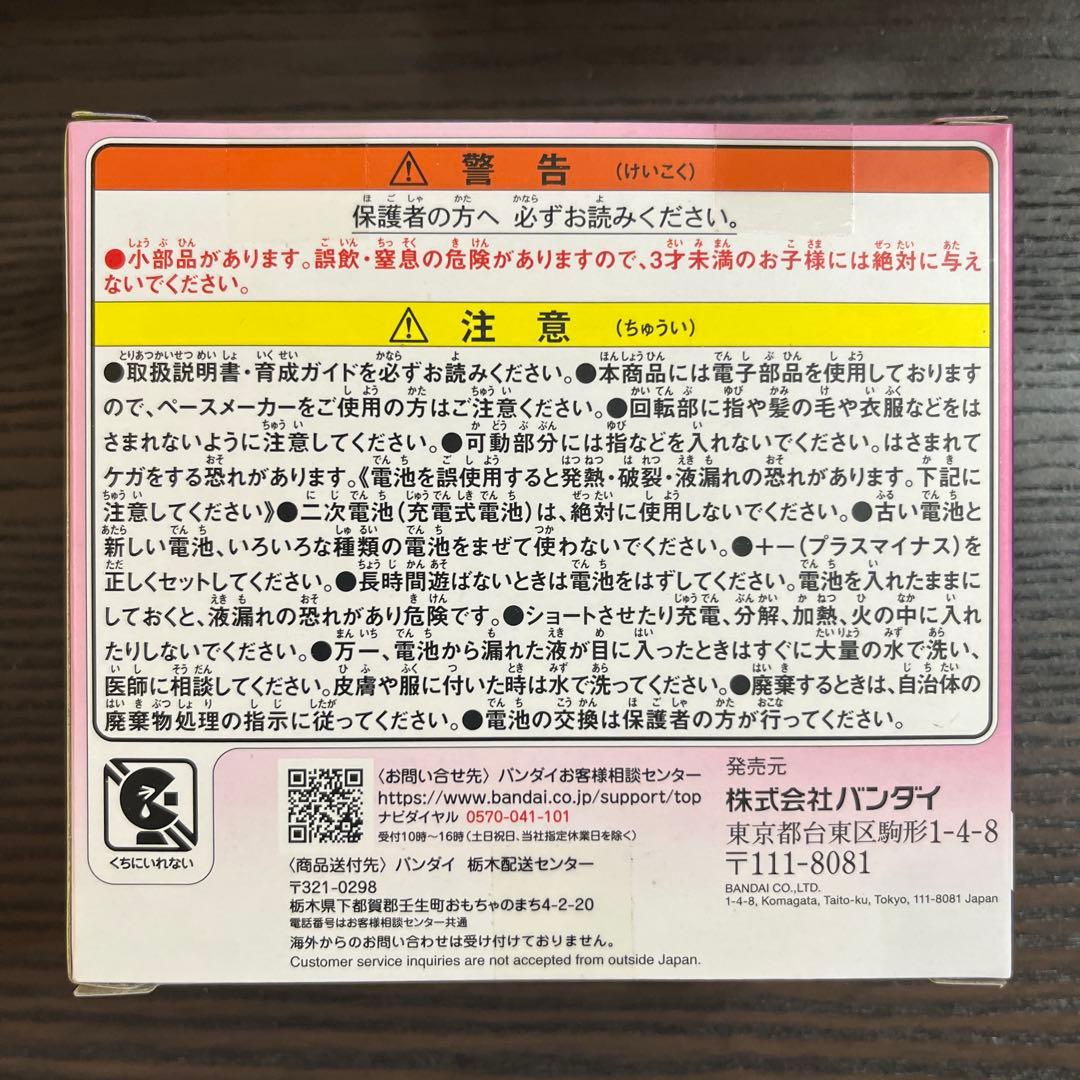 ⚠ 警告 (けいこく)
保護者の方へ 必ずお読みください。
●小部品があります。誤飲・窒息の危険がありますので、3才未満のお子様には絶対に与え
ないでください。
⚠ 注意 (ちゅうい)
●取扱説明書・育成ガイドを必ずお読みください。●本商品には電子部品を使用しております
ので、ペースメーカーをご使用の方はご注意ください。●回転部に指や髪の毛や衣服などをは
さまれないように注意してください。●可動部分には指などを入れないでください。はさまれて
ケガをする恐れがあります。《電池を誤使用すると発熱・破裂・液漏れの恐れがあります。下記に
注意してください》●二次電池(充電式電池)は、絶対に使用しないでください。●古い電池と
新しい電池、いろいろな種類の電池をまぜて使わないでください。●+−(プラスマイナス)を
正しくセットしてください。●長時間遊ばないときは電池をはずしてください。電池を入れたままに
しておくと、液漏れの恐れがあり危険です。●ショートさせたり充電、分解、加熱、火の中に入れ
たりしないでください。●万一、電池から漏れた液が目に入ったときはすぐに大量の水で洗い、
医師に相談してください。皮膚や服に付いた時は水で洗ってください。●廃棄するときは、自治体の
廃棄物処理の指示に従ってください。●電池の交換は保護者の方が行ってください。
くちにいれない
〈お問い合せ先〉バンダイお客様相談センター
https://www.bandai.co.jp/support/top
ナビダイヤル 0570-041-101
受付10時〜16時(土日祝日、当社指定休業日を除く)
〈商品送付先〉バンダイ 栃木配送センター
〒321-0298
栃木県下都賀郡壬生町おもちゃのまち4-2-20
電話番号はお客様相談センター共通
海外からのお問い合わせは受け付けておりません。
Customer service inquiries are not accepted from outside Japan.
発売元
株式会社バンダイ
東京都台東区駒形1-4-8
〒111-8081
BANDAI CO.,LTD.
1-4-8, Komagata, Taito-ku, Tokyo, 111-8081 Japan